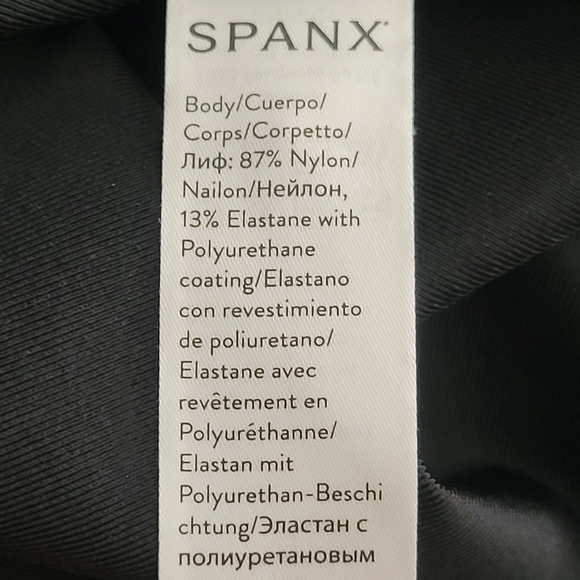 SPANX®
Body/Cuerpo/
Corps/Corpetto/
Лиф: 87% Nylon/
Nailon/Нейлон,
13% Elastane with
Polyurethane
coating/Elastano
con revestimiento
de poliuretano/
Elastane avec
revêtement en
Polyuréthanne/
Elastan mit
Polyurethan-Beschi
chtung/Эластан с
полиуретановым